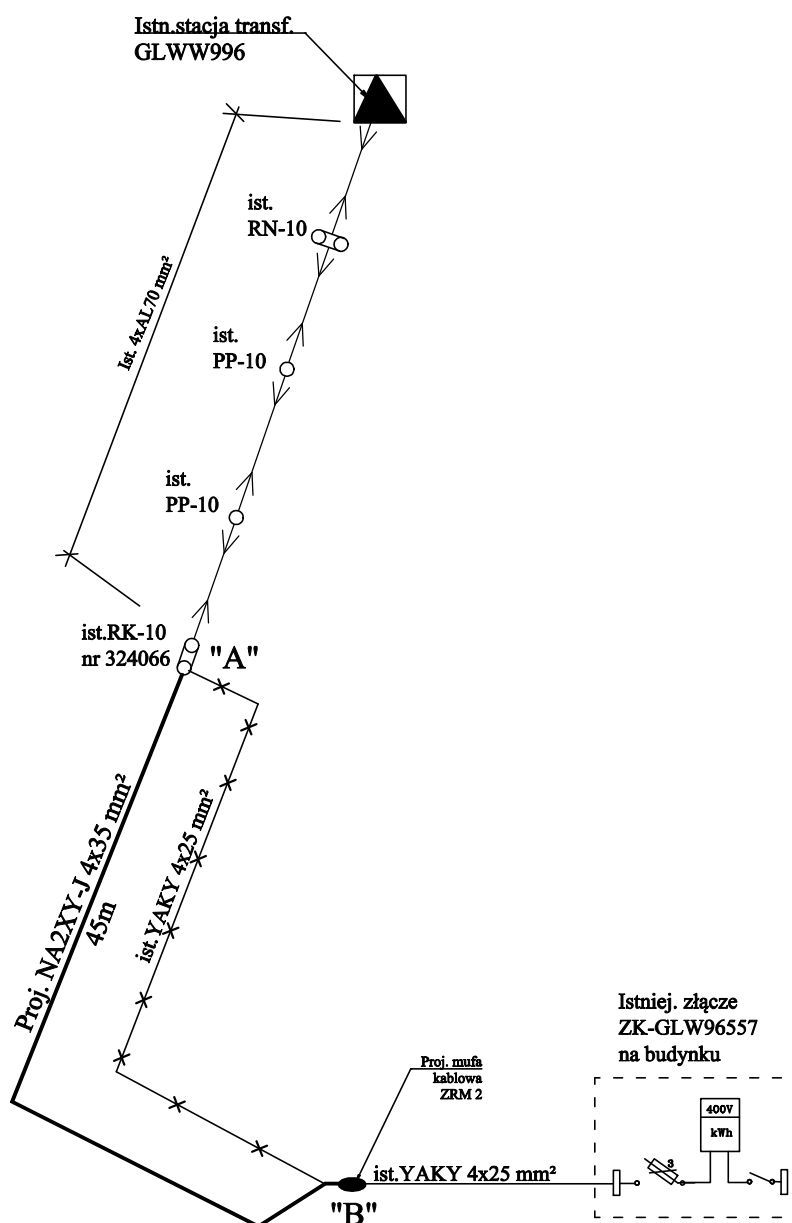 Istn.stacja transf.
GLWW996
ist.
RN-10
Ist. 4xAL70 mm²
ist.
PP-10
ist.
PP-10
ist.RK-10
nr 324066
"A"
Proj. NA2XY-J 4x35 mm²
45m
ist.YAKY 4x25 mm²
Istniej. złącze
ZK-GLW96557
na budynku
Proj. mufa
kablowa
ZRM 2
400V
kWh
3
ist.YAKY 4x25 mm²
"B"